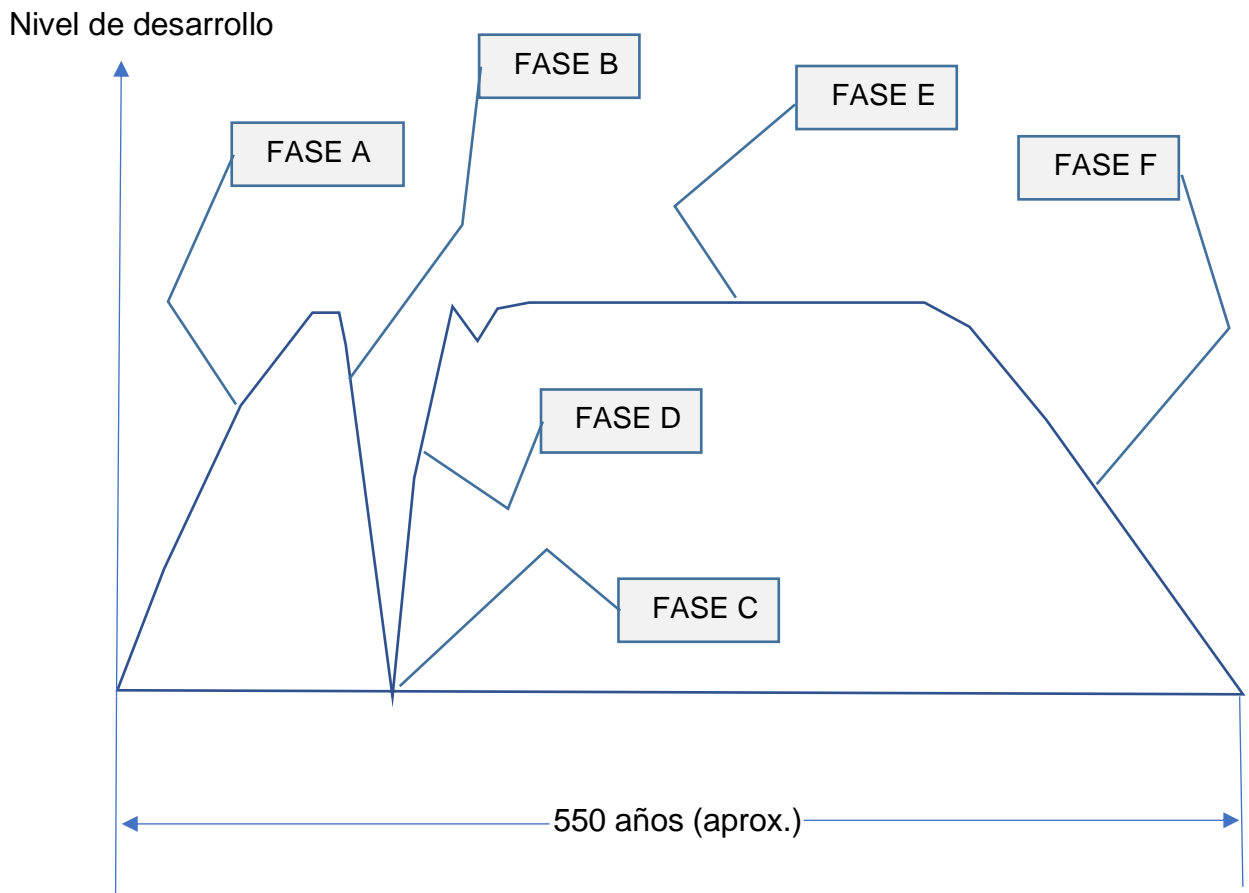 Nivel de desarrollo
FASE B
FASE E
FASE A
FASE F
FASE D
FASE C
550 años (aprox.)